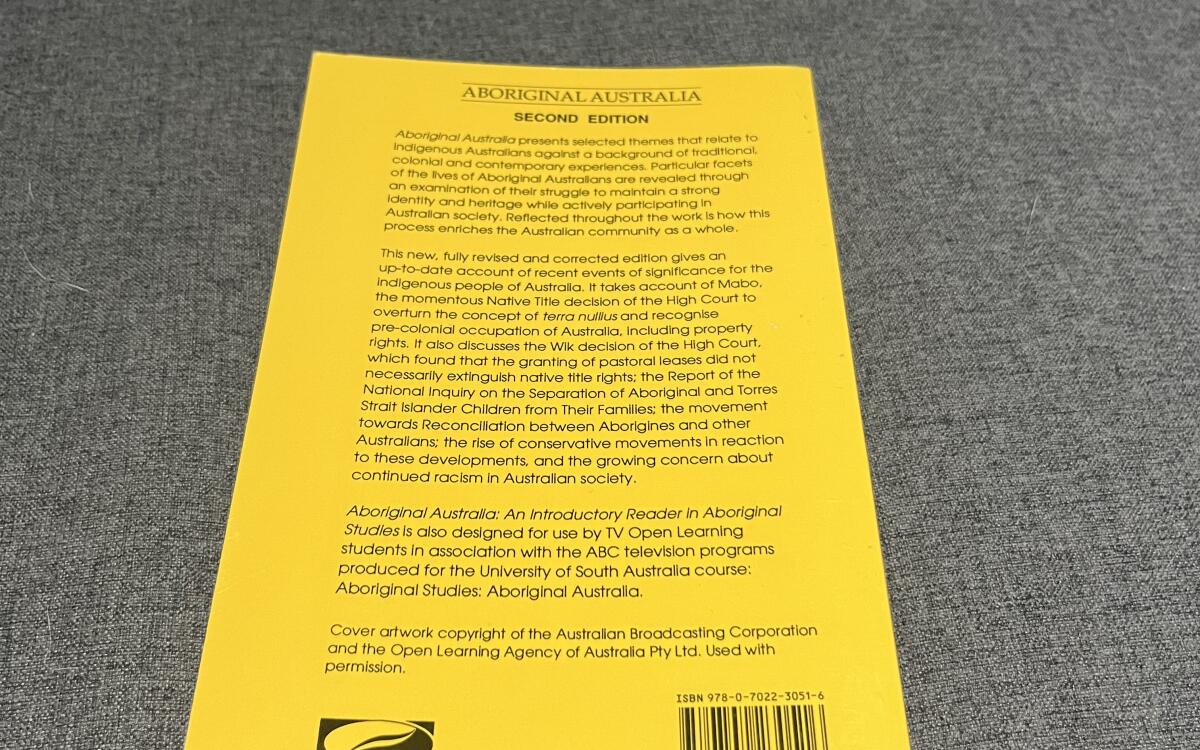 ABORIGINAL AUSTRALIA
SECOND EDITION
Aboriginal Australia presents selected themes that relate to
Indigenous Australians against a background of traditional,
colonial and contemporary experiences. Particular facets
of the lives of Aboriginal Australians are revealed through
an examination of their struggle to maintain a strong
identity and heritage while actively participating in
Australian society. Reflected throughout the work is how this
process enriches the Australian community as a whole.
This new, fully revised and corrected edition gives an
up-to-date account of recent events of significance for the
indigenous people of Australia. It takes account of Mabo,
the momentous Native Title decision of the High Court to
overturn the concept of terra nullius and recognise
pre-colonial occupation of Australia, including property
rights. It also discusses the Wik decision of the High Court,
which found that the granting of pastoral leases did not
necessarily extinguish native title rights; the Report of the
National Inquiry on the Separation of Aboriginal and Torres
Strait Islander Children from Their Families; the movement
towards Reconciliation between Aborigines and other
Australians; the rise of conservative movements in reaction
to these developments, and the growing concern about
continued racism in Australian society.
Aboriginal Australia: An Introductory Reader in Aboriginal
Studies is also designed for use by TV Open Learning
students in association with the ABC television programs
produced for the University of South Australia course:
Aboriginal Studies: Aboriginal Australia.
Cover artwork copyright of the Australian Broadcasting Corporation
and the Open Learning Agency of Australia Pty Ltd. Used with
permission.
ISBN 978-0-7022-3051-6